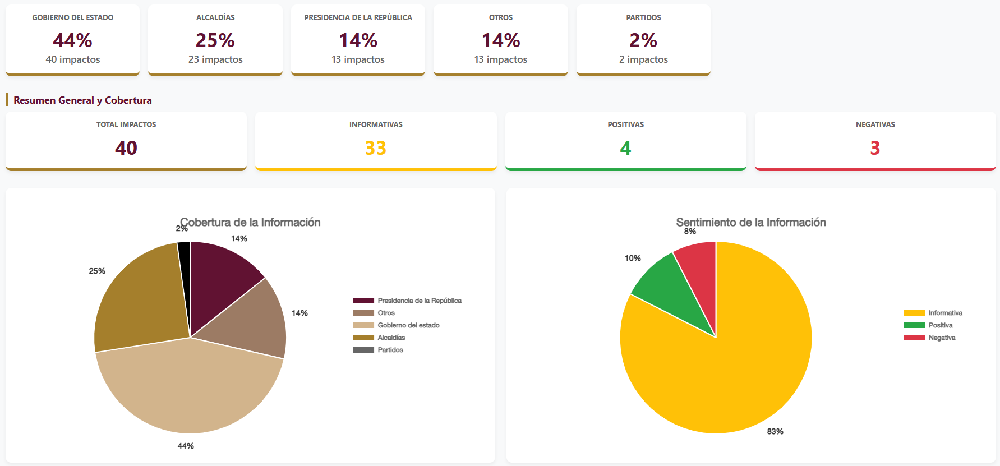 GOBIERNO DEL ESTADO
44%
40 impactos
ALCALDÍAS
25%
23 impactos
PRESIDENCIA DE LA REPÚBLICA
14%
13 impactos
OTROS
14%
13 impactos
PARTIDOS
2%
2 impactos
Resumen General y Cobertura
TOTAL IMPACTOS
40
INFORMATIVAS
33
POSITIVAS
4
NEGATIVAS
3
Cobertura de la Información
2%
14%
25%
14%
44%
Presidencia de la República
Otros
Gobierno del estado
Alcaldías
Partidos
Sentimiento de la Información
8%
10%
83%
Informativa
Positiva
Negativa